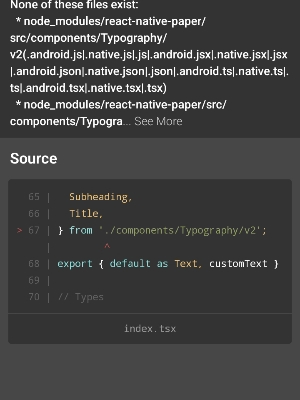 None of these files exist:
* node_modules/react-native-paper/
src/components/Typography/
v2(.android.js|.native.js|.js|.android.jsx|.native.jsx|.jsx
|.android.json|.native.json|.json|.android.ts|.native.ts|.
ts|.android.tsx|.native.tsx|.tsx)
* node_modules/react-native-paper/src/
components/Typogra... See More
Source
65 | Subheading,
66 | Title,
> 67 | } from './components/Typography/v2';
| ^
68 | export { default as Text, customText }
69 |
70 | // Types
index.tsx